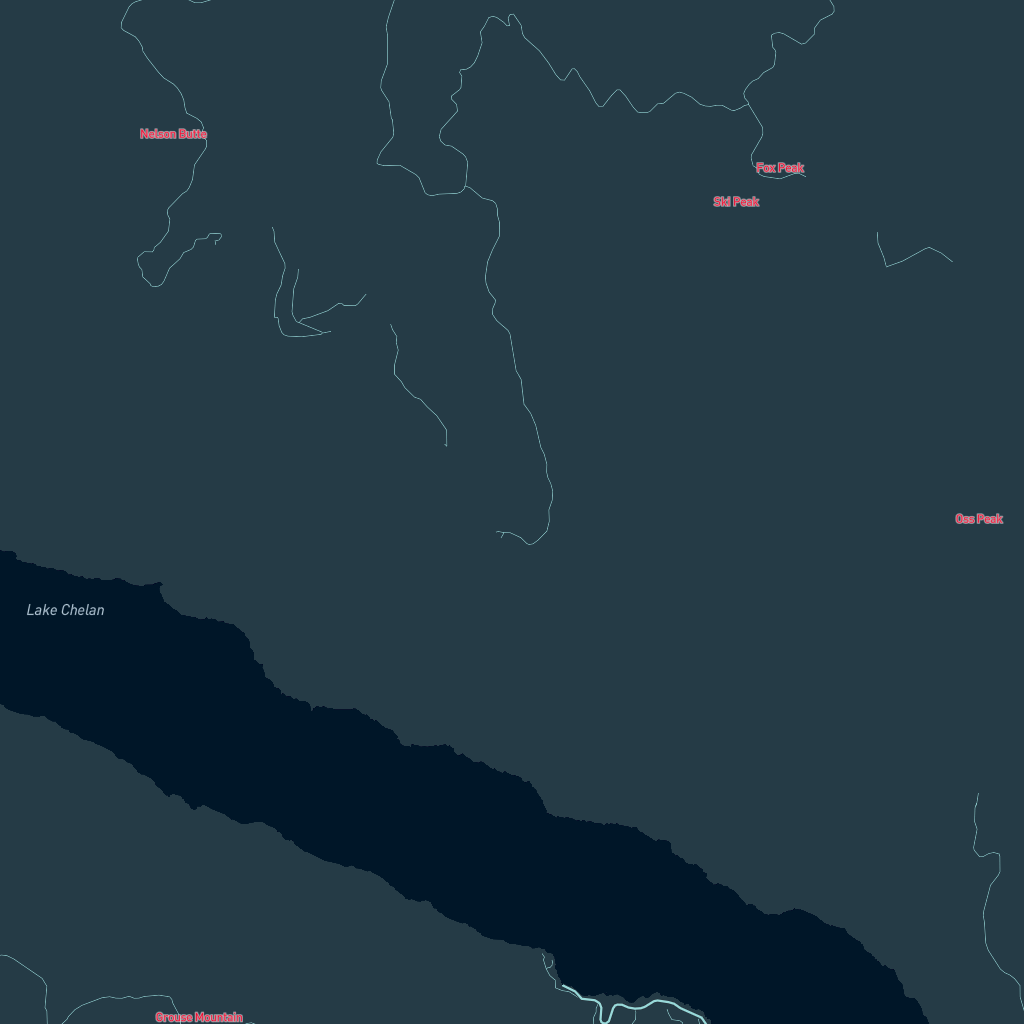 Nelson Butte
Fox Peak
Ski Peak
Oss Peak
Lake Chelan
Grouse Mountain